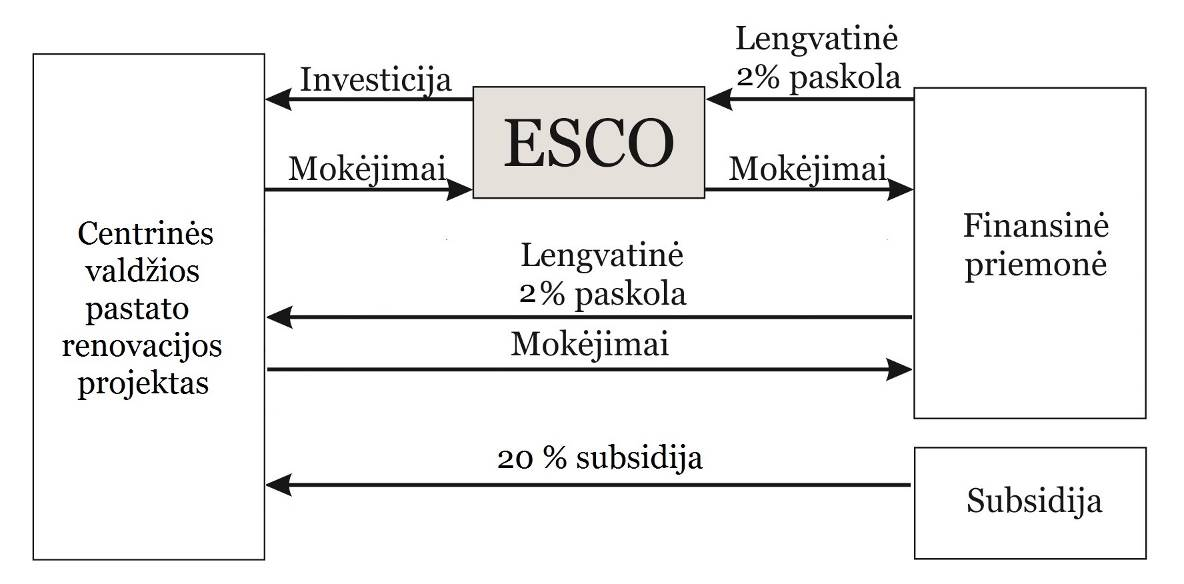 Lengvatinė
2% paskola
Investicija
ESCO
Mokėjimai
Mokėjimai
Centrinės
valdžios
pastato
renovacijos
projektas
Finansinė
priemonė
Lengvatinė
2% paskola
Mokėjimai
20 % subsidija
Subsidija